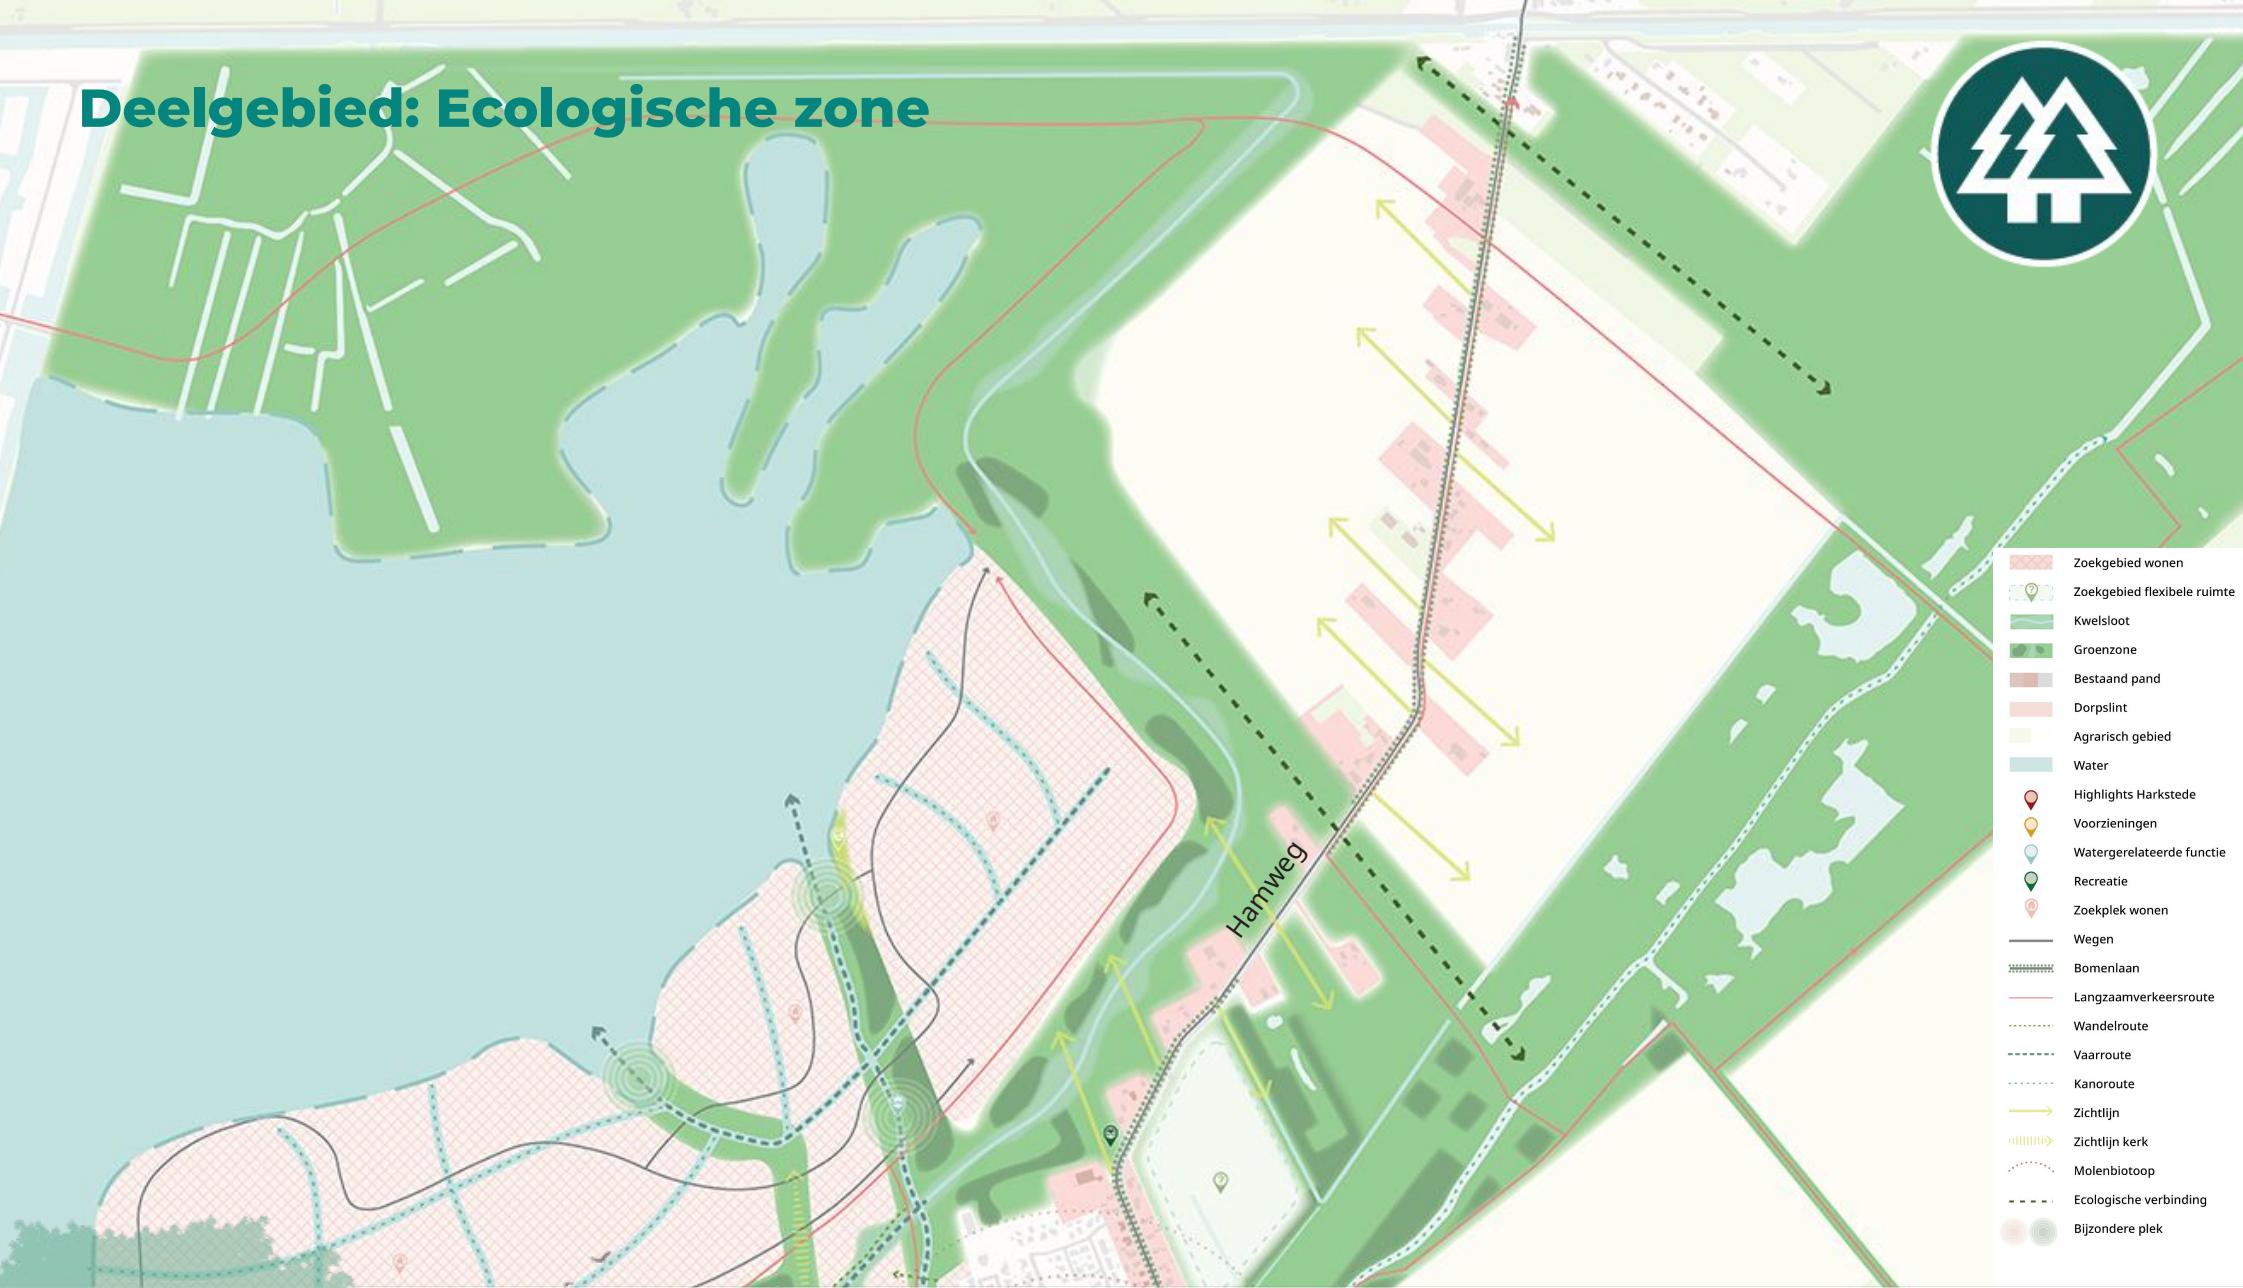 Deelgebied: Ecologische zone
Hamweg
Zoekgebied wonen
Zoekgebied flexibele ruimte
Kwelsloot
Groenzone
Bestaand pand
Dorpslint
Agrarisch gebied
Water
Highlights Harkstede
Voorzieningen
Watergerelateerde functie
Recreatie
Zoekplek wonen
Wegen
Bomenlaan
Langzaamverkeersroute
Wandelroute
Vaarroute
Kanoroute
Zichtlijn
Zichtlijn kerk
Molenbiotoop
Ecologische verbinding
Bijzondere plek